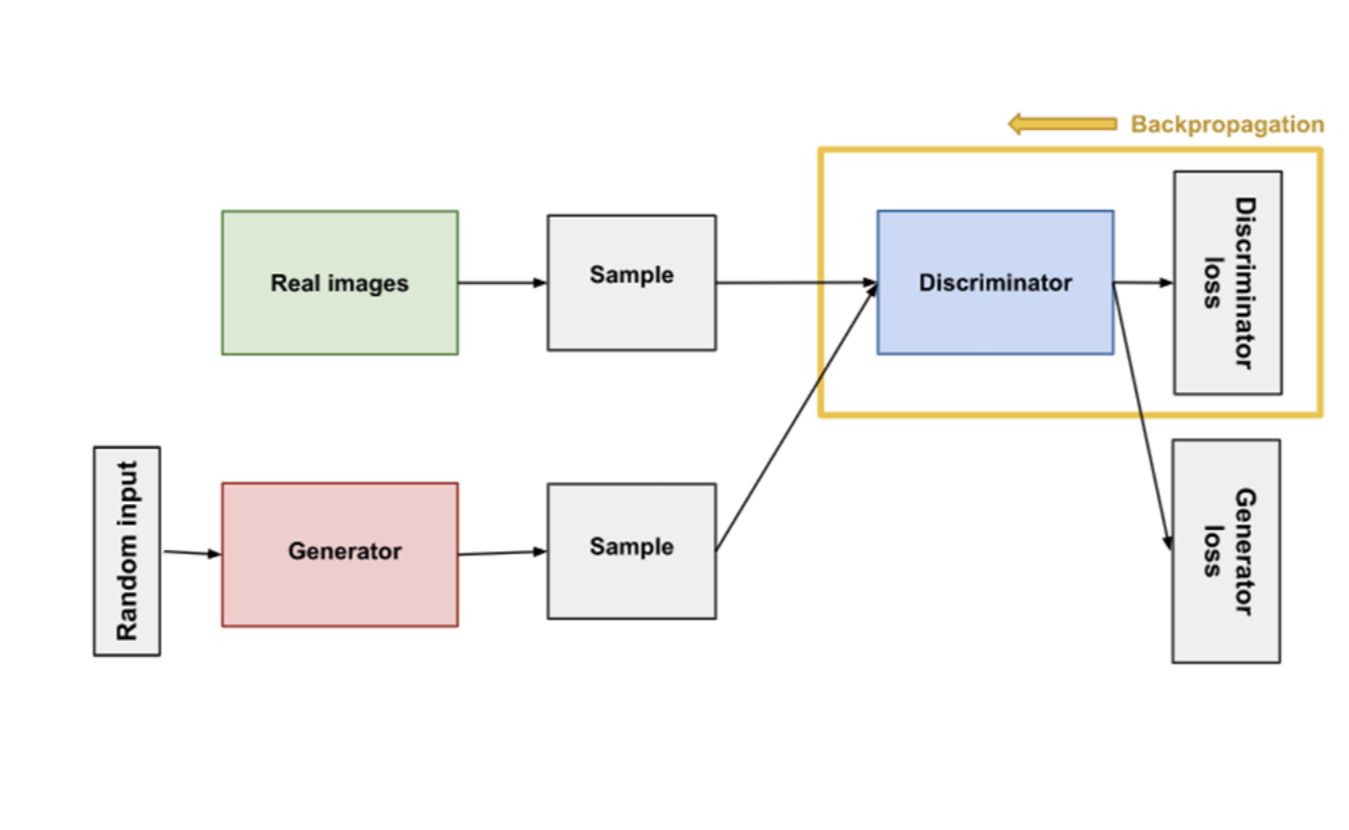 Backpropagation
Real images
Sample
Discriminator
Discriminator
loss
Random input
Generator
Sample
Generator
loss